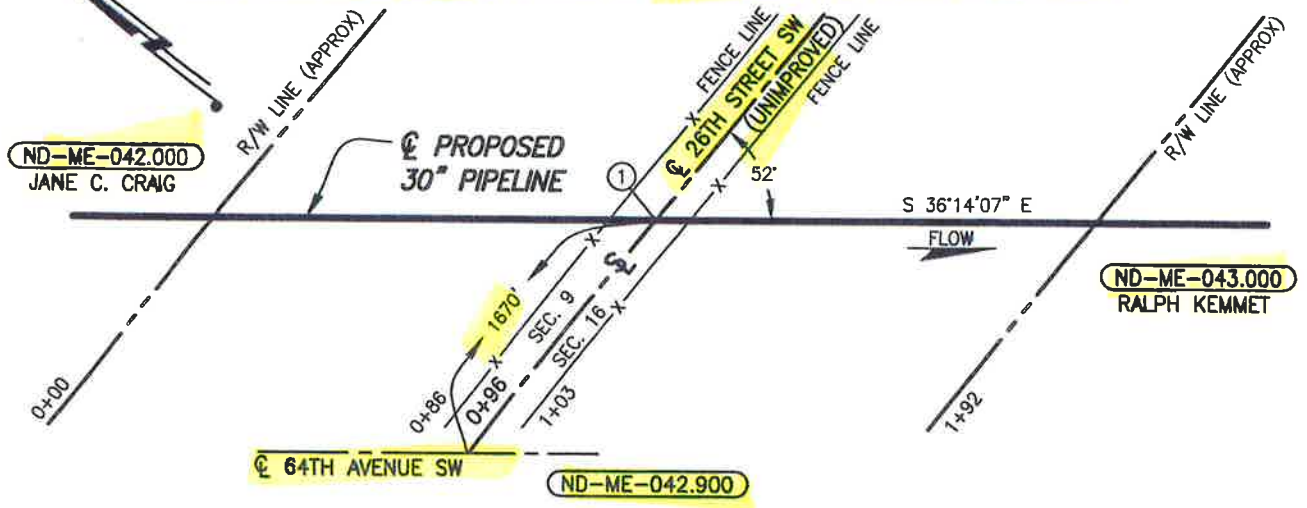 R/W LINE (APPROX)
FENCE LINE
℄ 26TH STREET SW
(UNIMPROVED)
FENCE LINE
R/W LINE (APPROX)
ND-ME-042.000
JANE C. CRAIG
℄ PROPOSED
30" PIPELINE
1
52°
S 36°14'07" E
FLOW
ND-ME-043.000
RALPH KEMMET
1670'
SEC. 9
SEC. 16
0+00
0+86
0+96
1+03
1+92
℄ 64TH AVENUE SW
ND-ME-042.900